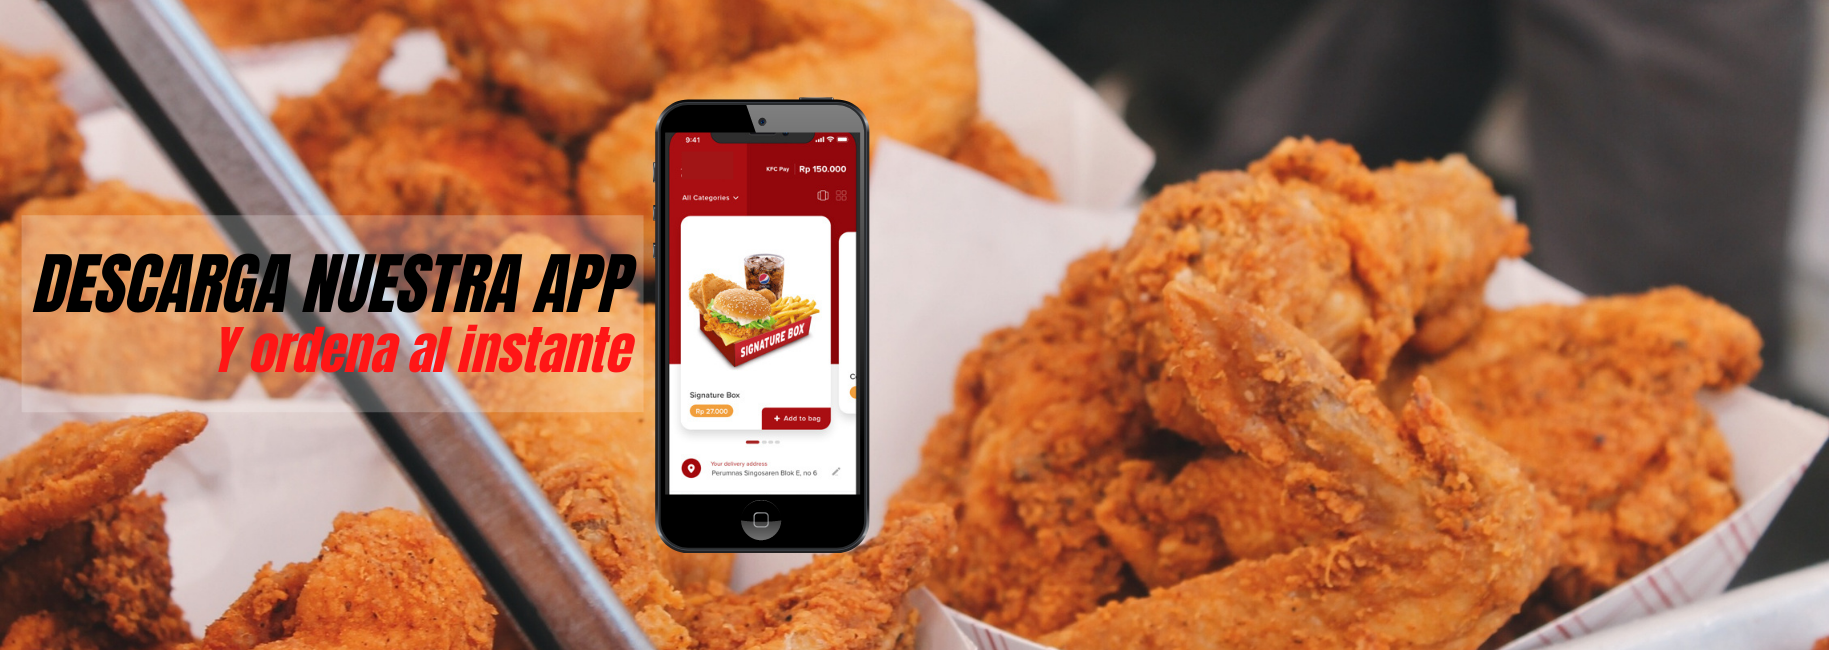 DESCARGA NUESTRA APP
Y ordena al instante
9:41
KFC Pay Rp 150.000
All Categories
SIGNATURE BOX
Signature Box
Rp 27.000
+ Add to bag
Your delivery address
Perumnas Singosaren Blok E, no 6